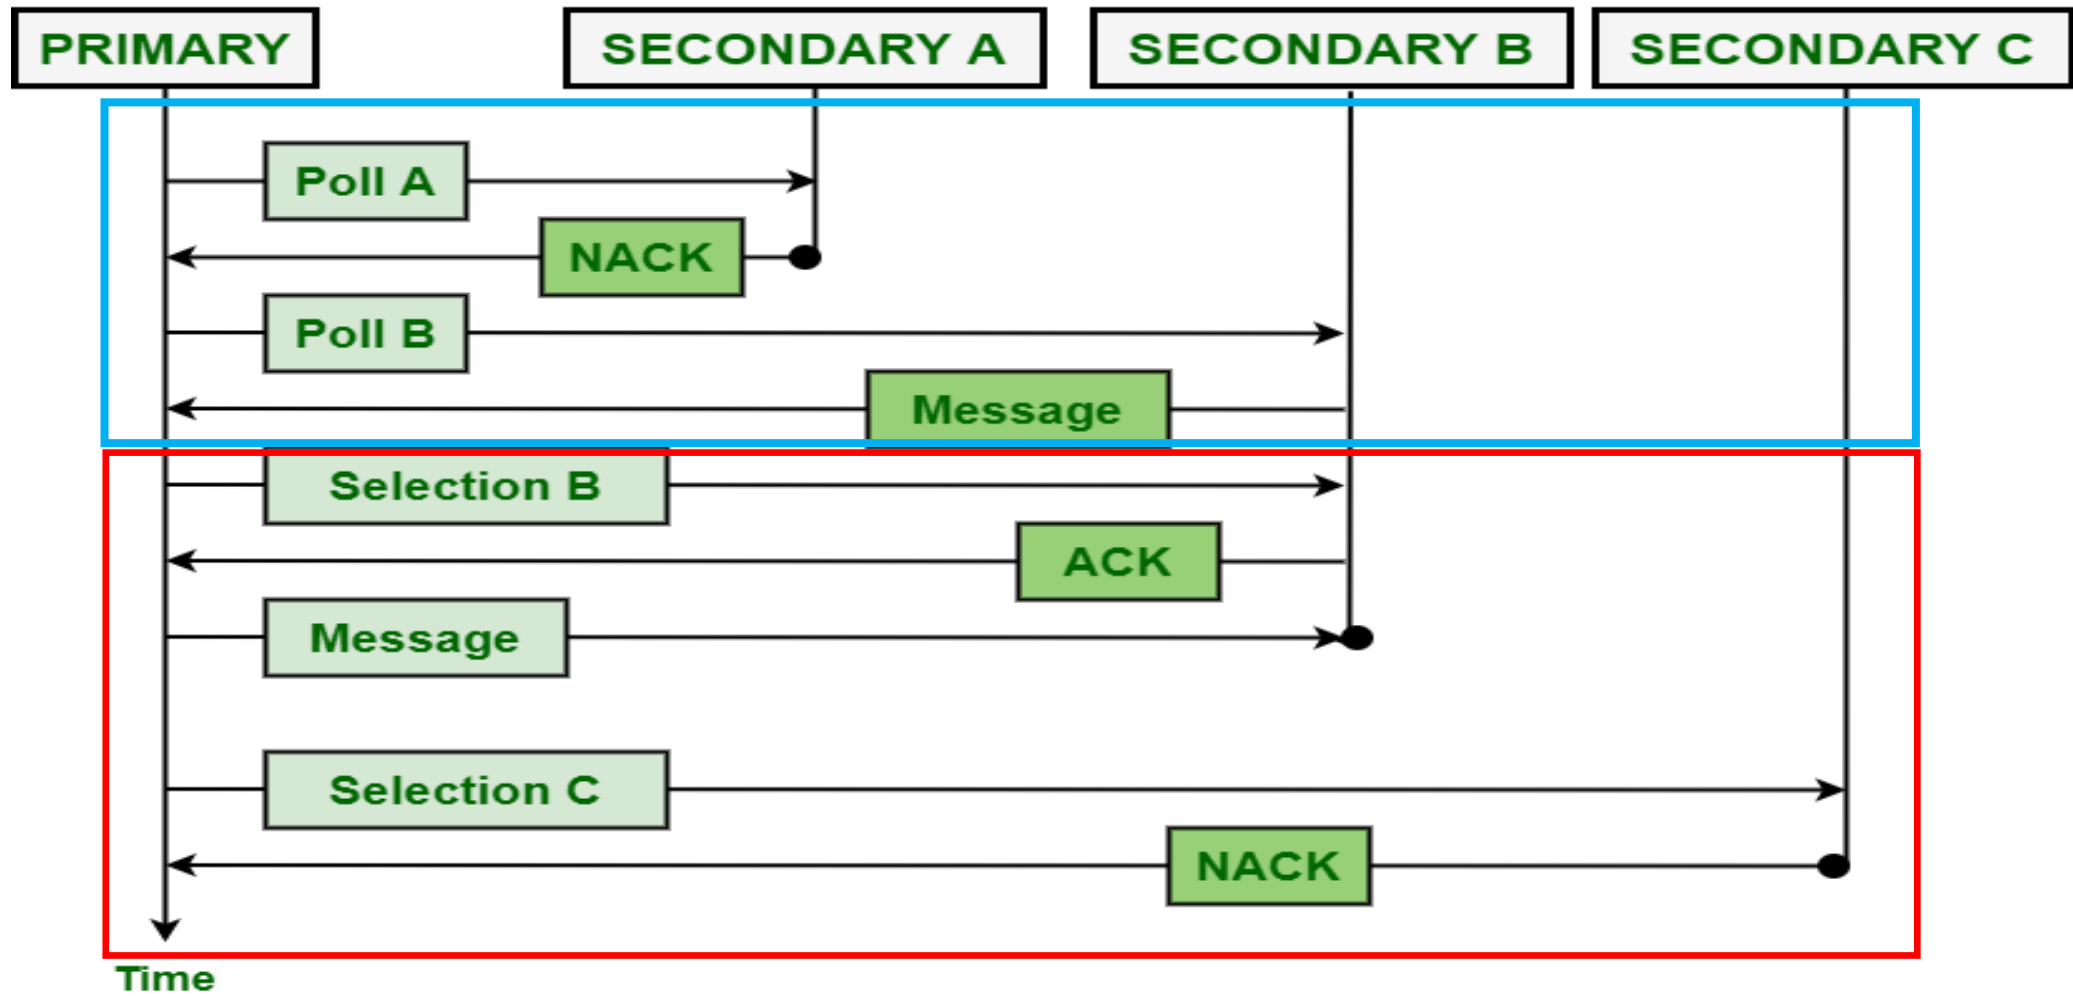 PRIMARY
SECONDARY A
SECONDARY B
SECONDARY C
Poll A
NACK
Poll B
Message
Selection B
ACK
Message
Selection C
NACK
Time